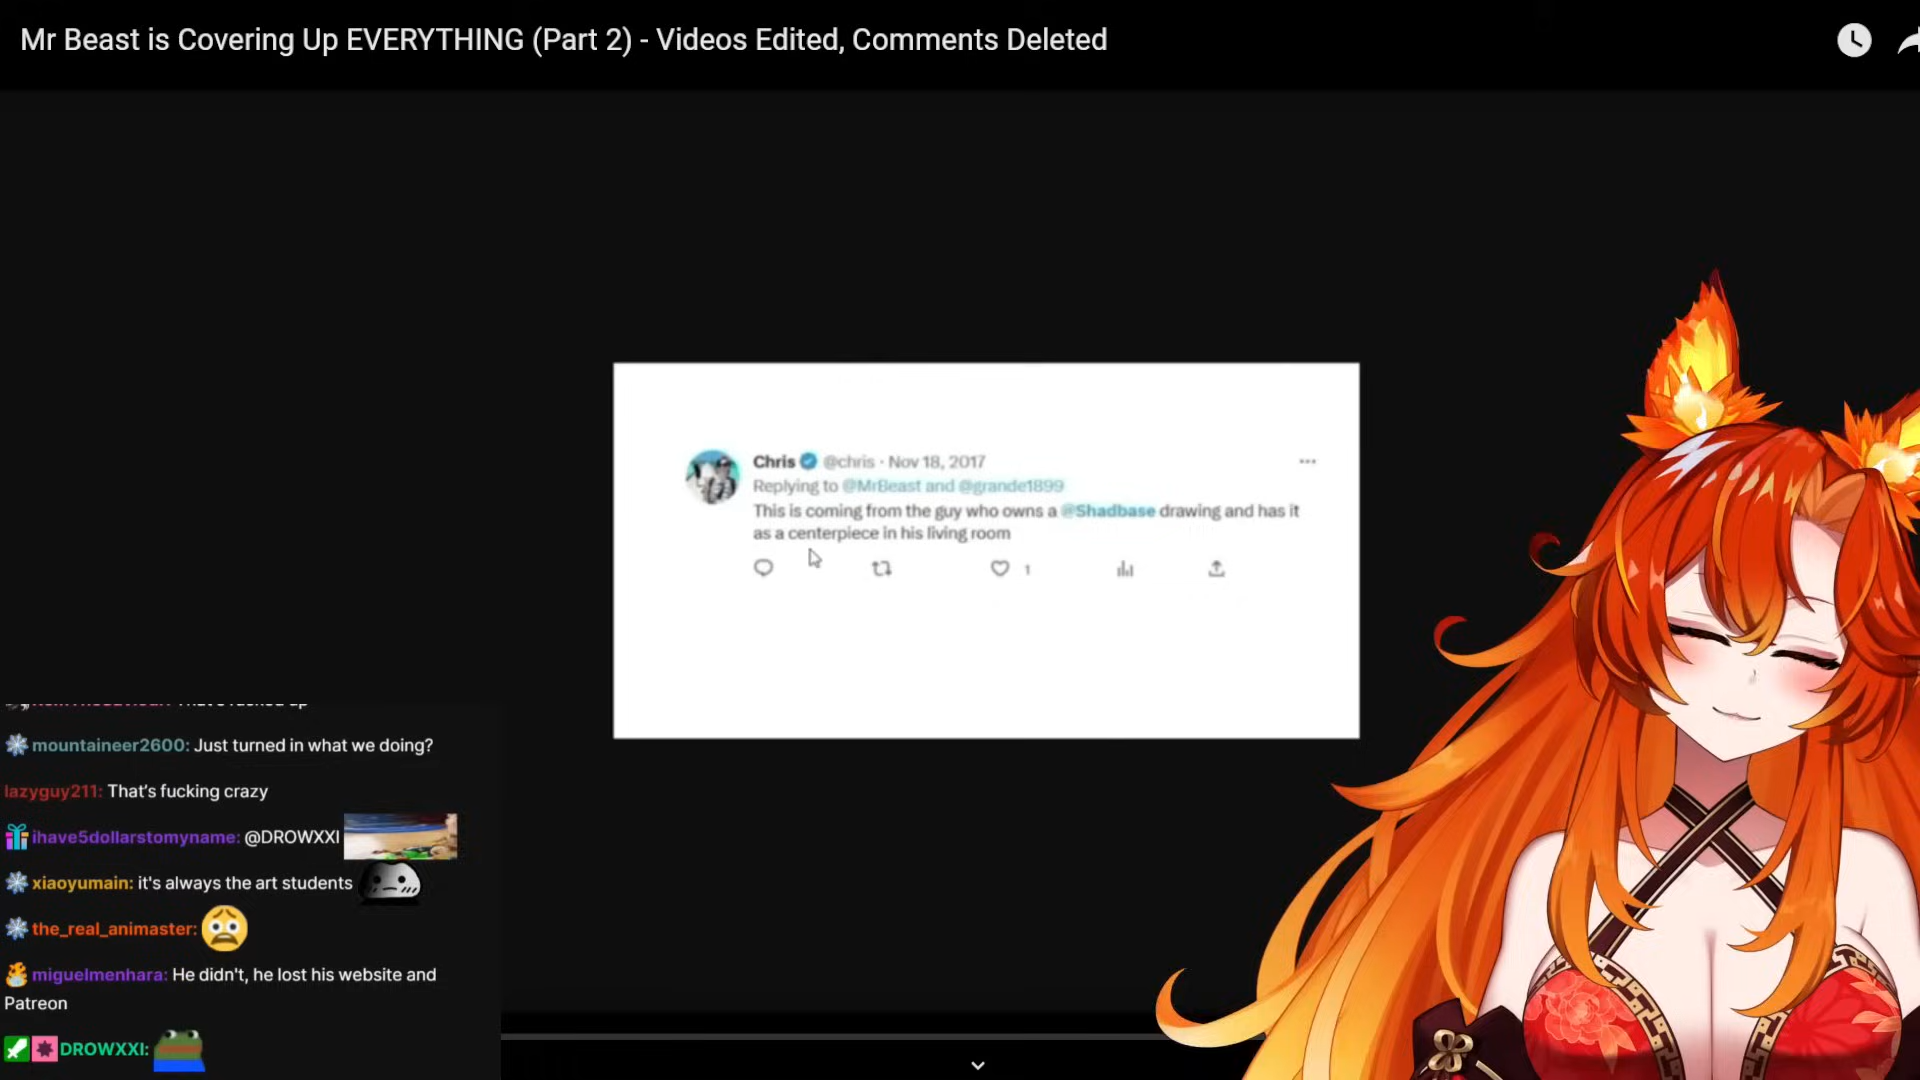 Mr Beast is Covering Up EVERYTHING (Part 2) - Videos Edited, Comments Deleted
Chris @chris · Nov 18, 2017
Replying to @MrBeast and @grande1899
This is coming from the guy who owns a @Shadbase drawing and has it
as a centerpiece in his living room
1
mountaineer2600: Just turned in what we doing?
lazyguy211: That's fucking crazy
ihave5dollarstomyname: @DROWXXI
xiaoyumain: it's always the art students
the_real_animaster:
miguelmenhara: He didn't, he lost his website and
Patreon
DROWXXI: